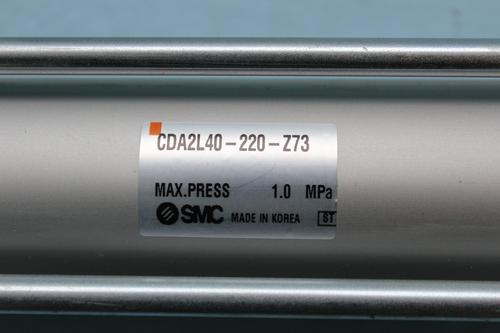 CDA2L40-220-Z73
MAX.PRESS 1.0 MPa
SMC MADE IN KOREA ST